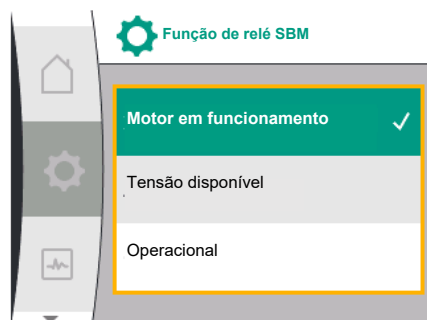 Função de relé SBM
Motor em funcionamento
Tensão disponível
Operacional